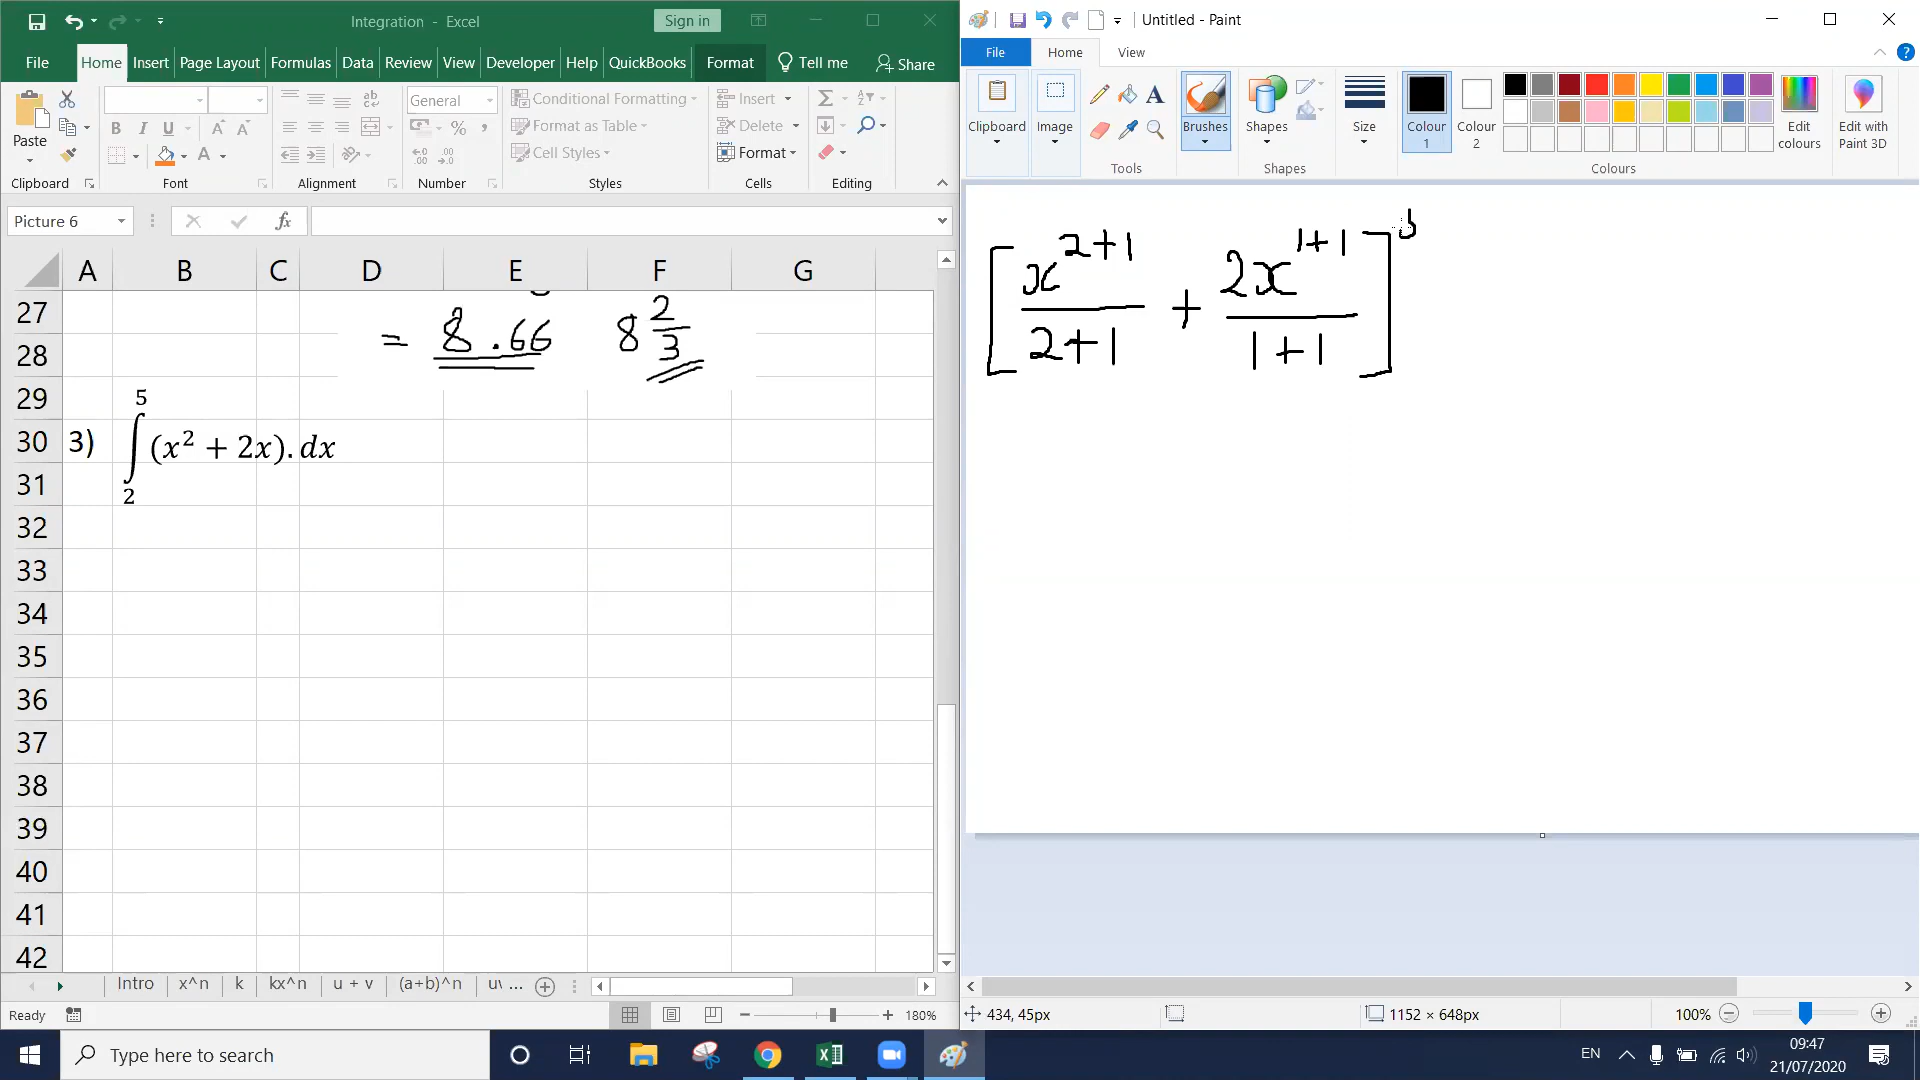 Integration - Excel
Sign in
File Home Insert Page Layout Formulas Data Review View Developer Help QuickBooks Format Tell me Share
Paste
General
Conditional Formatting
Format as Table
Cell Styles
Insert
Delete
Format
Clipboard Font Alignment Number Styles Cells Editing
Picture 6
fx
A B C D E F G
27
28
29
30
31
32
33
34
35
36
37
38
39
40
41
42
= 8.66 8 2/3
3) ∫₂⁵ (x² + 2x). dx
Intro x^n k kx^n u + v (a+b)^n
Ready
180%
Untitled - Paint
File Home View
Clipboard Image Brushes Shapes Size Colour 1 Colour 2 Edit colours Edit with Paint 3D
Tools Shapes Colours
[x^(2+1)/(2+1) + 2x^(1+1)/(1+1)]
434, 45px
1152 × 648px
100%
Type here to search
EN
09:47
21/07/2020